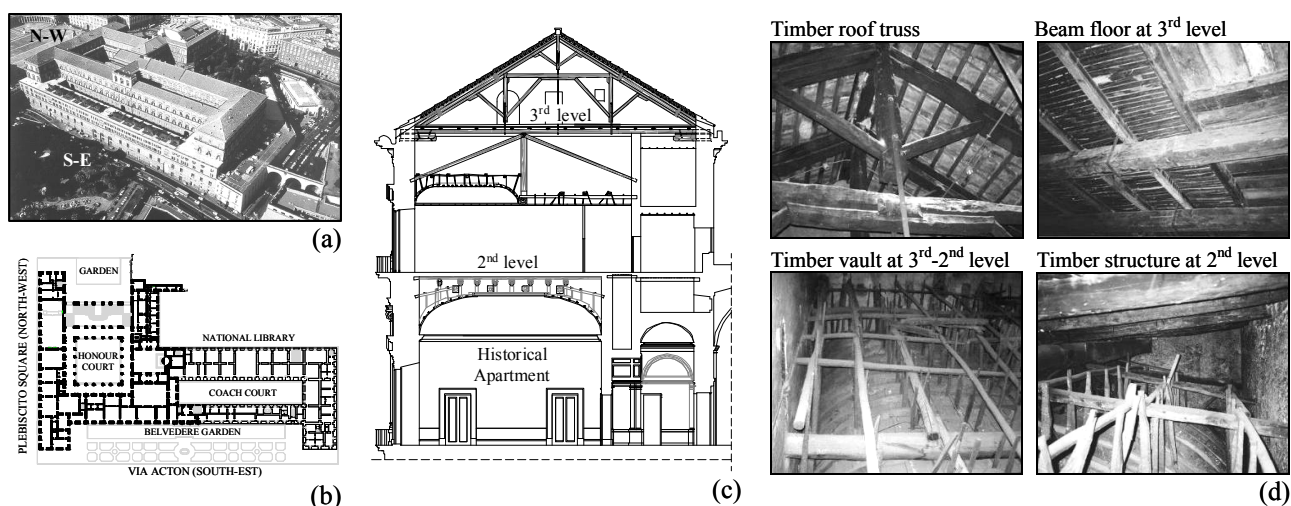 N-W
S-E
(a)
GARDEN
PLEBISCITO SQUARE (NORTH-WEST)
HONOUR
COURT
NATIONAL LIBRARY
COACH COURT
BELVEDERE GARDEN
VIA ACTON (SOUTH-EST)
(b)
3rd level
2nd level
Historical
Apartment
(c)
Timber roof truss
Beam floor at 3rd level
Timber vault at 3rd-2nd level
Timber structure at 2nd level
(d)